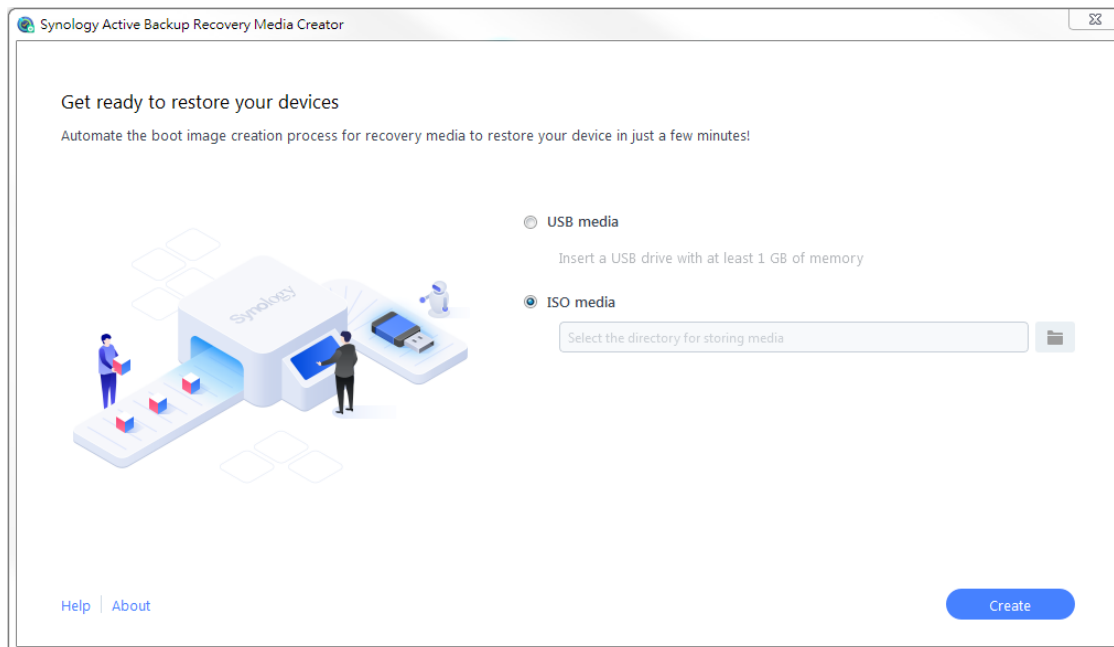 Synology Active Backup Recovery Media Creator
Get ready to restore your devices
Automate the boot image creation process for recovery media to restore your device in just a few minutes!
USB media
Insert a USB drive with at least 1 GB of memory
Synology
ISO media
Select the directory for storing media
Help
About
Create